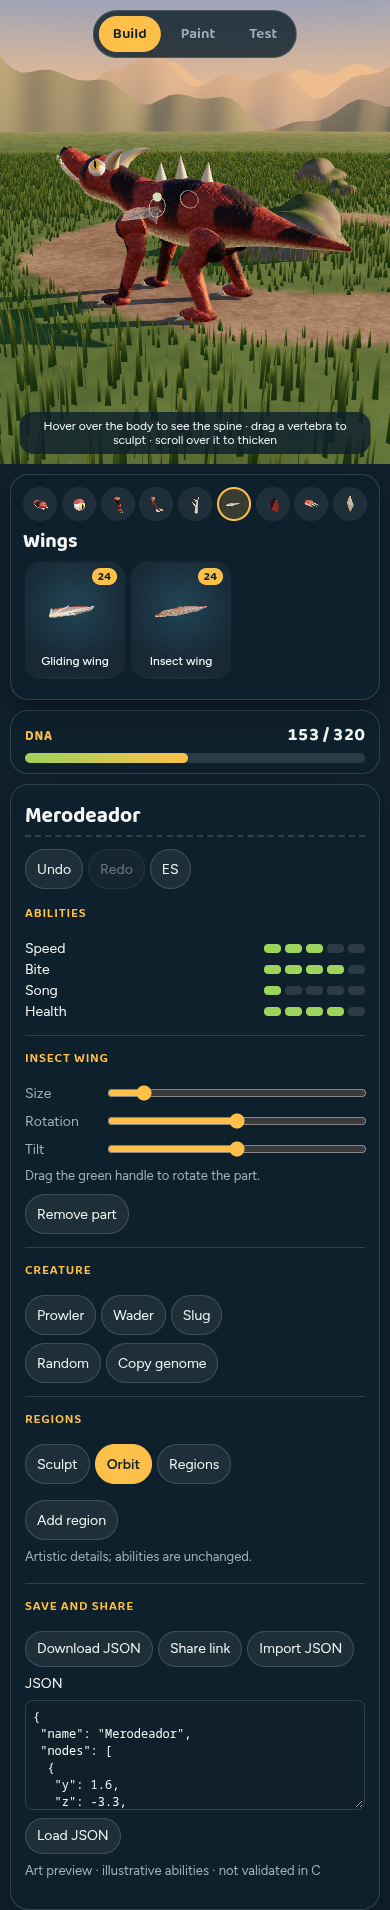 Build Paint Test
Hover over the body to see the spine · drag a vertebra to
sculpt · scroll over it to thicken
Wings
24 24
Gliding wing Insect wing
DNA 153 / 320
Merodeador
Undo Redo ES
ABILITIES
Speed
Bite
Song
Health
INSECT WING
Size
Rotation
Tilt
Drag the green handle to rotate the part.
Remove part
CREATURE
Prowler Wader Slug
Random Copy genome
REGIONS
Sculpt Orbit Regions
Add region
Artistic details; abilities are unchanged.
SAVE AND SHARE
Download JSON Share link Import JSON
JSON
{
"name": "Merodeador",
"nodes": [
{
"y": 1.6,
"z": -3.3,
Load JSON
Art preview · illustrative abilities · not validated in C